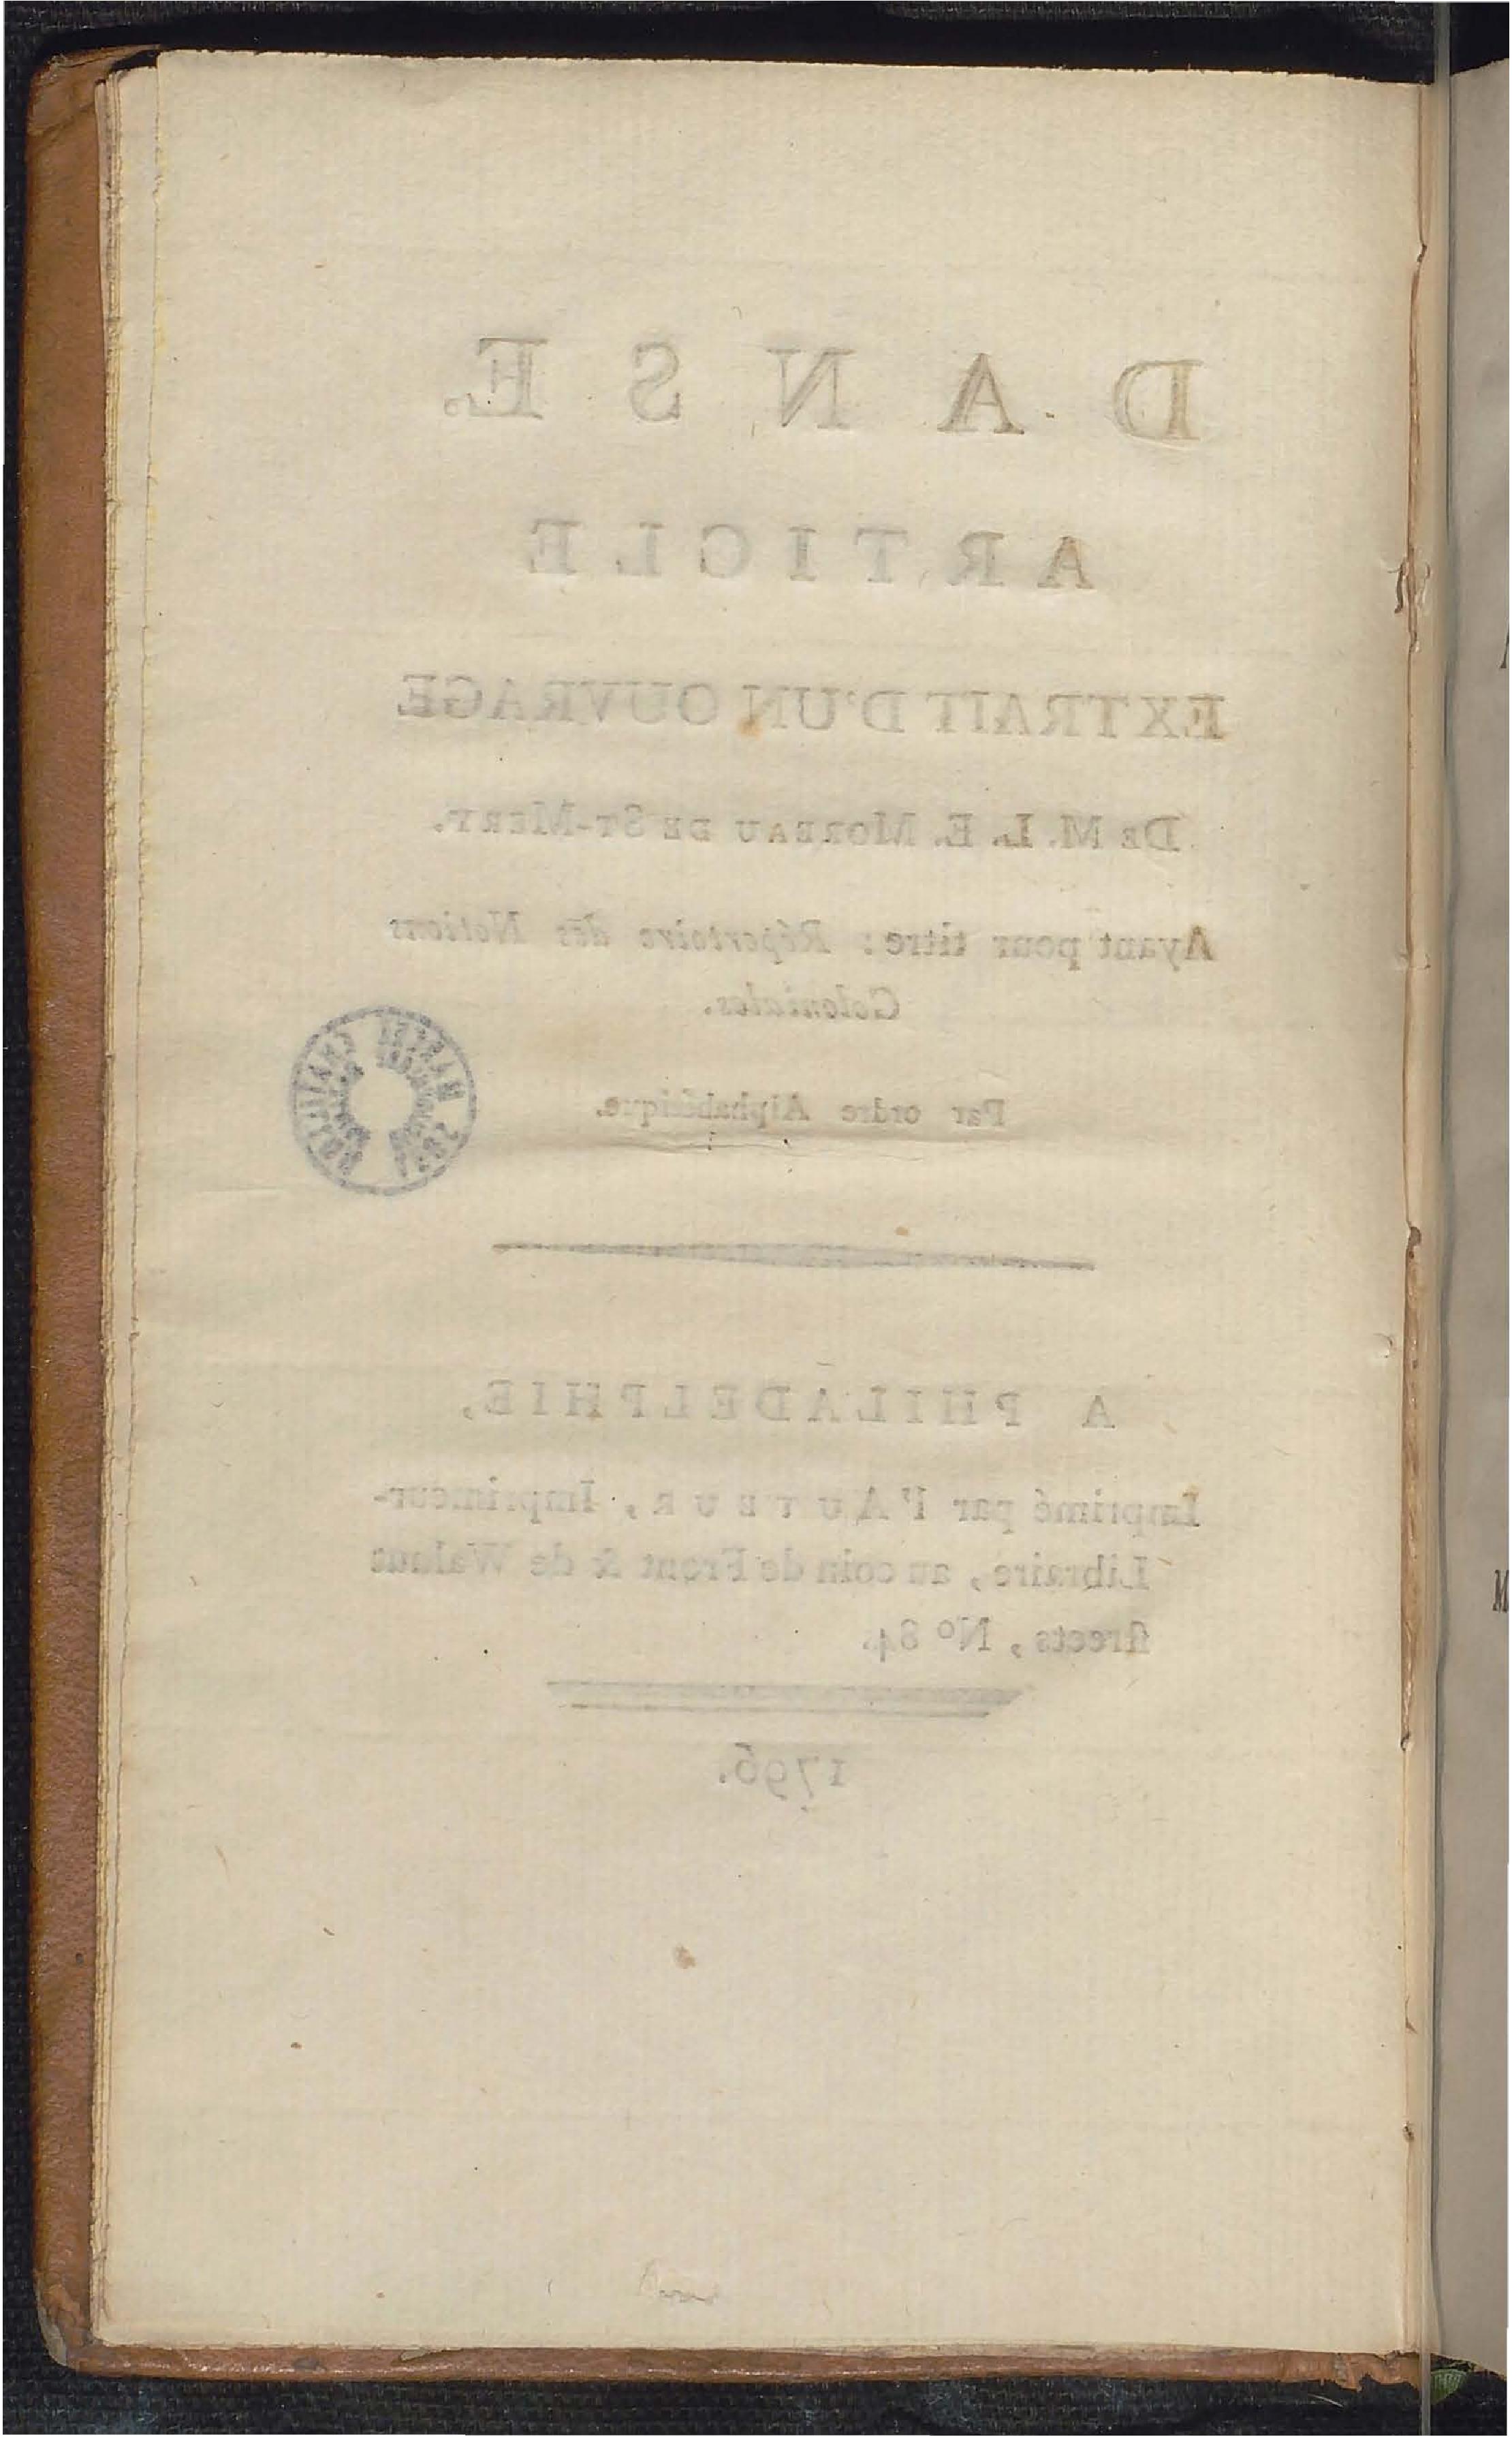 DANSE.
ARTICLE
EXTRAIT D'UN OUVRAGE
DE M. L. E. MOREAU DE ST-MERY.
Ayant pour titre : Répertoire des Notions
Coloniales.
Par ordre Alphabétique.
A PHILADELPHIE,
Imprimé par l'AUTEUR, Imprimeur-
Libraire, au coin de Front & de Walnut
streets, No 84.
1796.